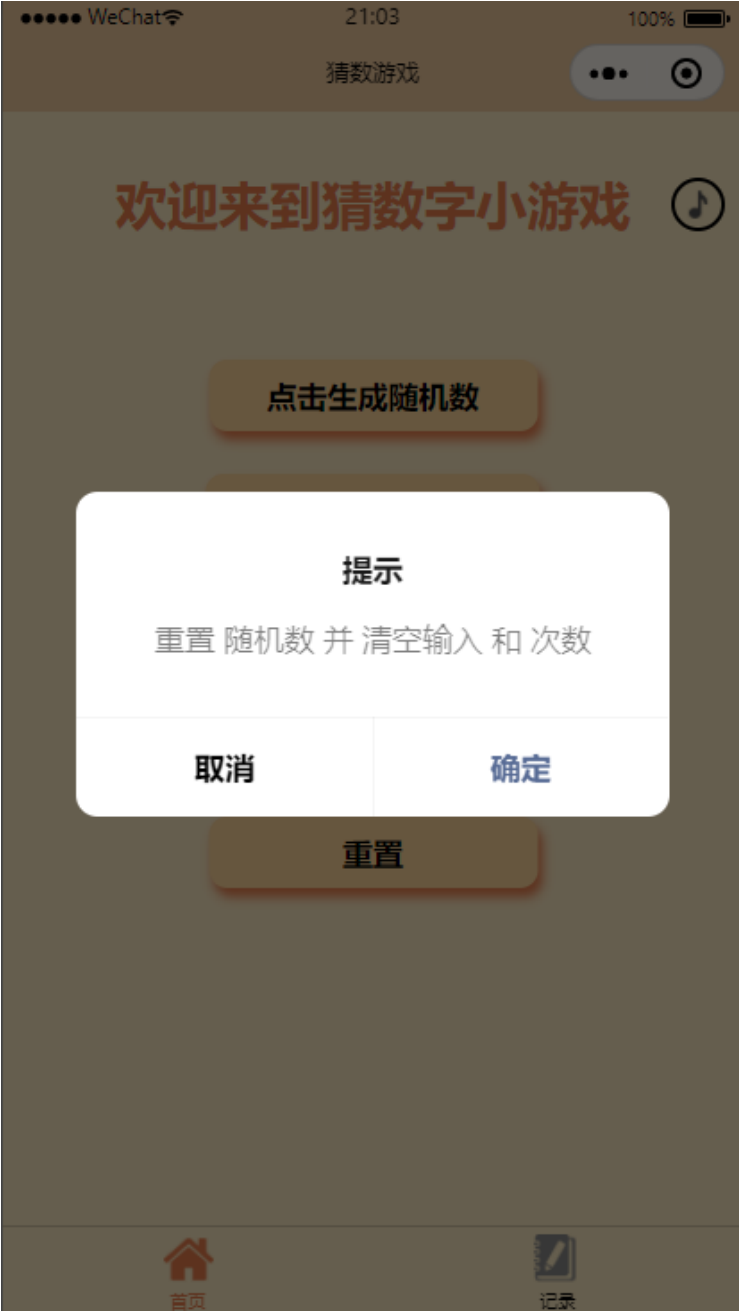 WeChat 21:03 100%
猜数游戏
欢迎来到猜数字小游戏
点击生成随机数
提示
重置 随机数 并 清空输入 和 次数
取消 确定
重置
首页 记录